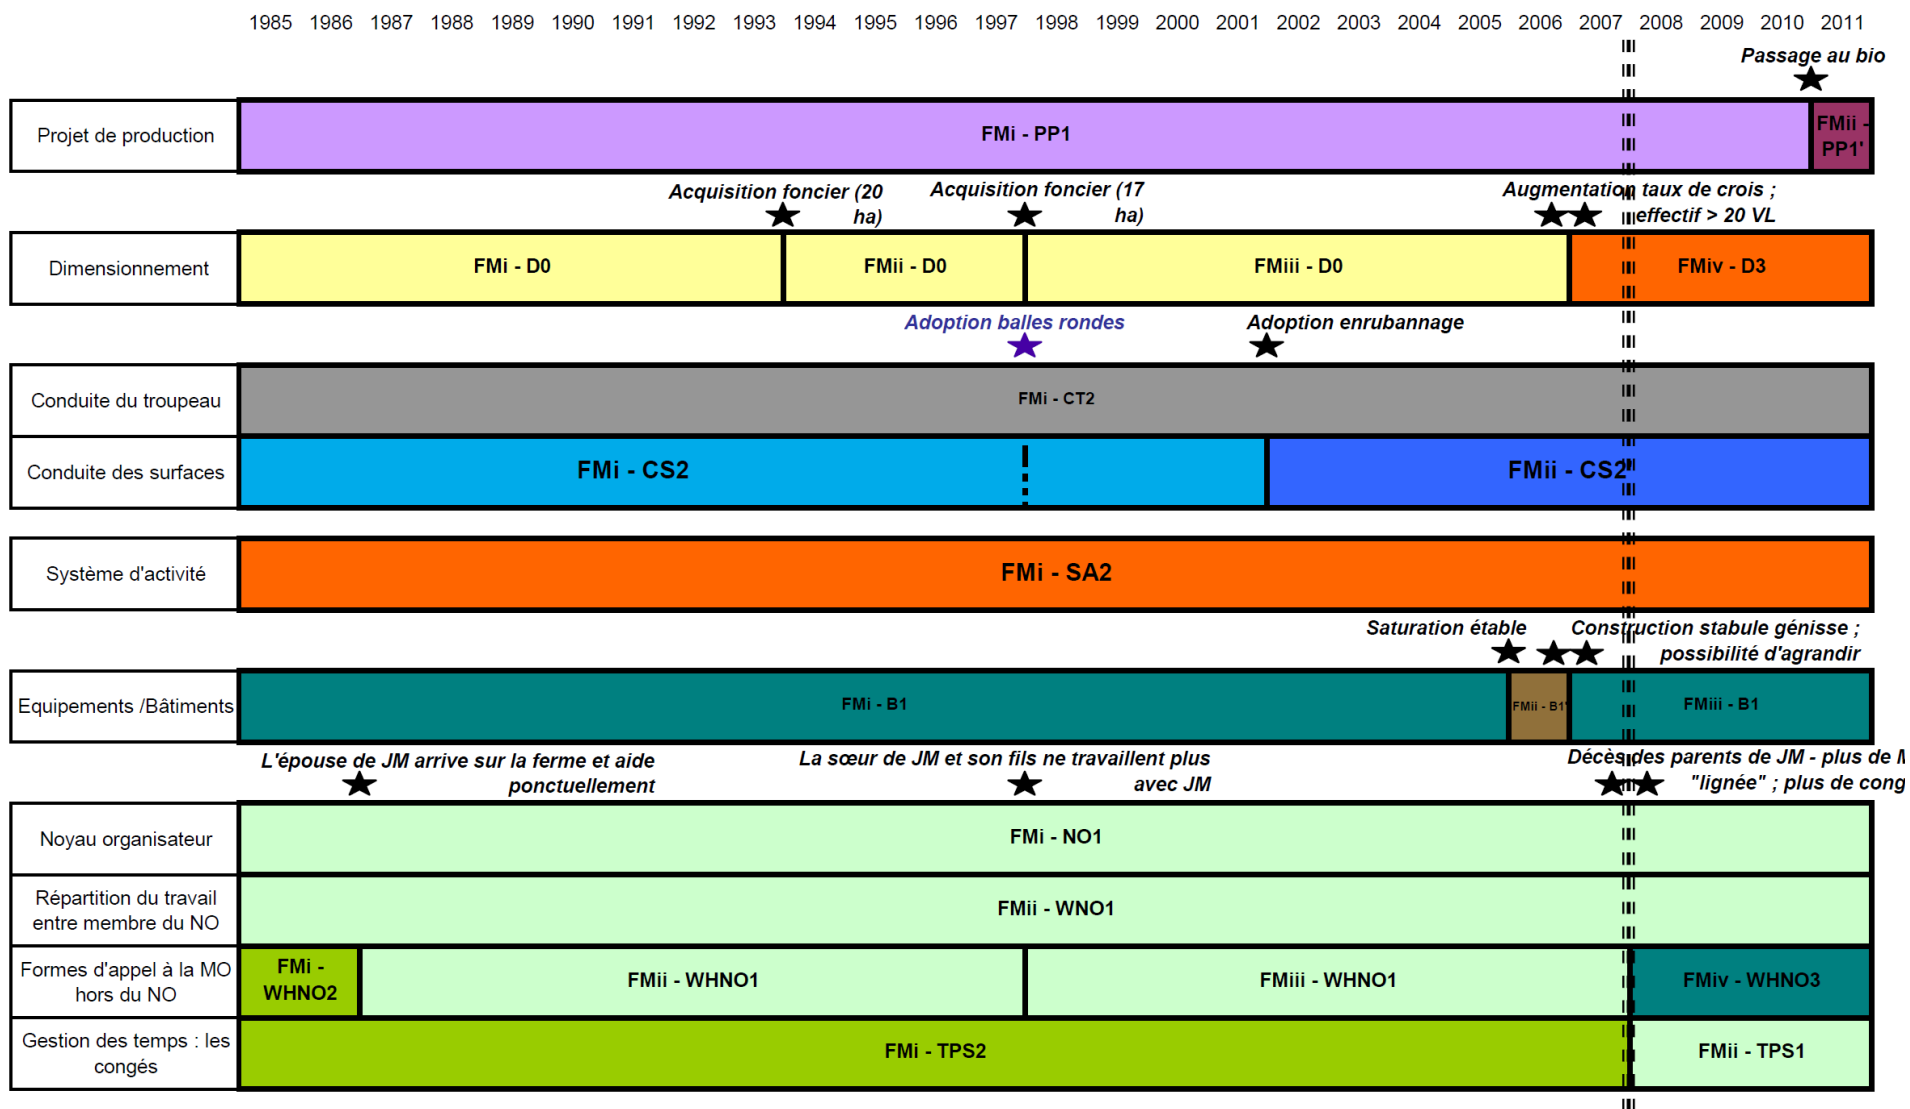 1985 1986 1987 1988 1989 1990 1991 1992 1993 1994 1995 1996 1997 1998 1999 2000 2001 2002 2003 2004 2005 2006 2007 2008 2009 2010 2011
Passage au bio
Projet de production
FMi - PP1
FMii -
PP1'
Acquisition foncier (20
ha)
Acquisition foncier (17
ha)
Augmentation taux de crois ;
effectif > 20 VL
Dimensionnement
FMi - D0
FMii - D0
FMiii - D0
FMiv - D3
Adoption balles rondes
Adoption enrubannage
Conduite du troupeau
FMi - CT2
Conduite des surfaces
FMi - CS2
FMii - CS2'
Système d'activité
FMi - SA2
Saturation étable
Construction stabule génisse ;
possibilité d'agrandir
Equipements /Bâtiments
FMi - B1
FMii - B1'
FMiii - B1
L'épouse de JM arrive sur la ferme et aide
ponctuellement
La sœur de JM et son fils ne travaillent plus
avec JM
Décès des parents de JM - plus de M
"lignée" ; plus de cong
Noyau organisateur
FMi - NO1
Répartition du travail
entre membre du NO
FMii - WNO1
Formes d'appel à la MO
hors du NO
FMi -
WHNO2
FMii - WHNO1
FMiii - WHNO1
FMiv - WHNO3
Gestion des temps : les
congés
FMi - TPS2
FMii - TPS1